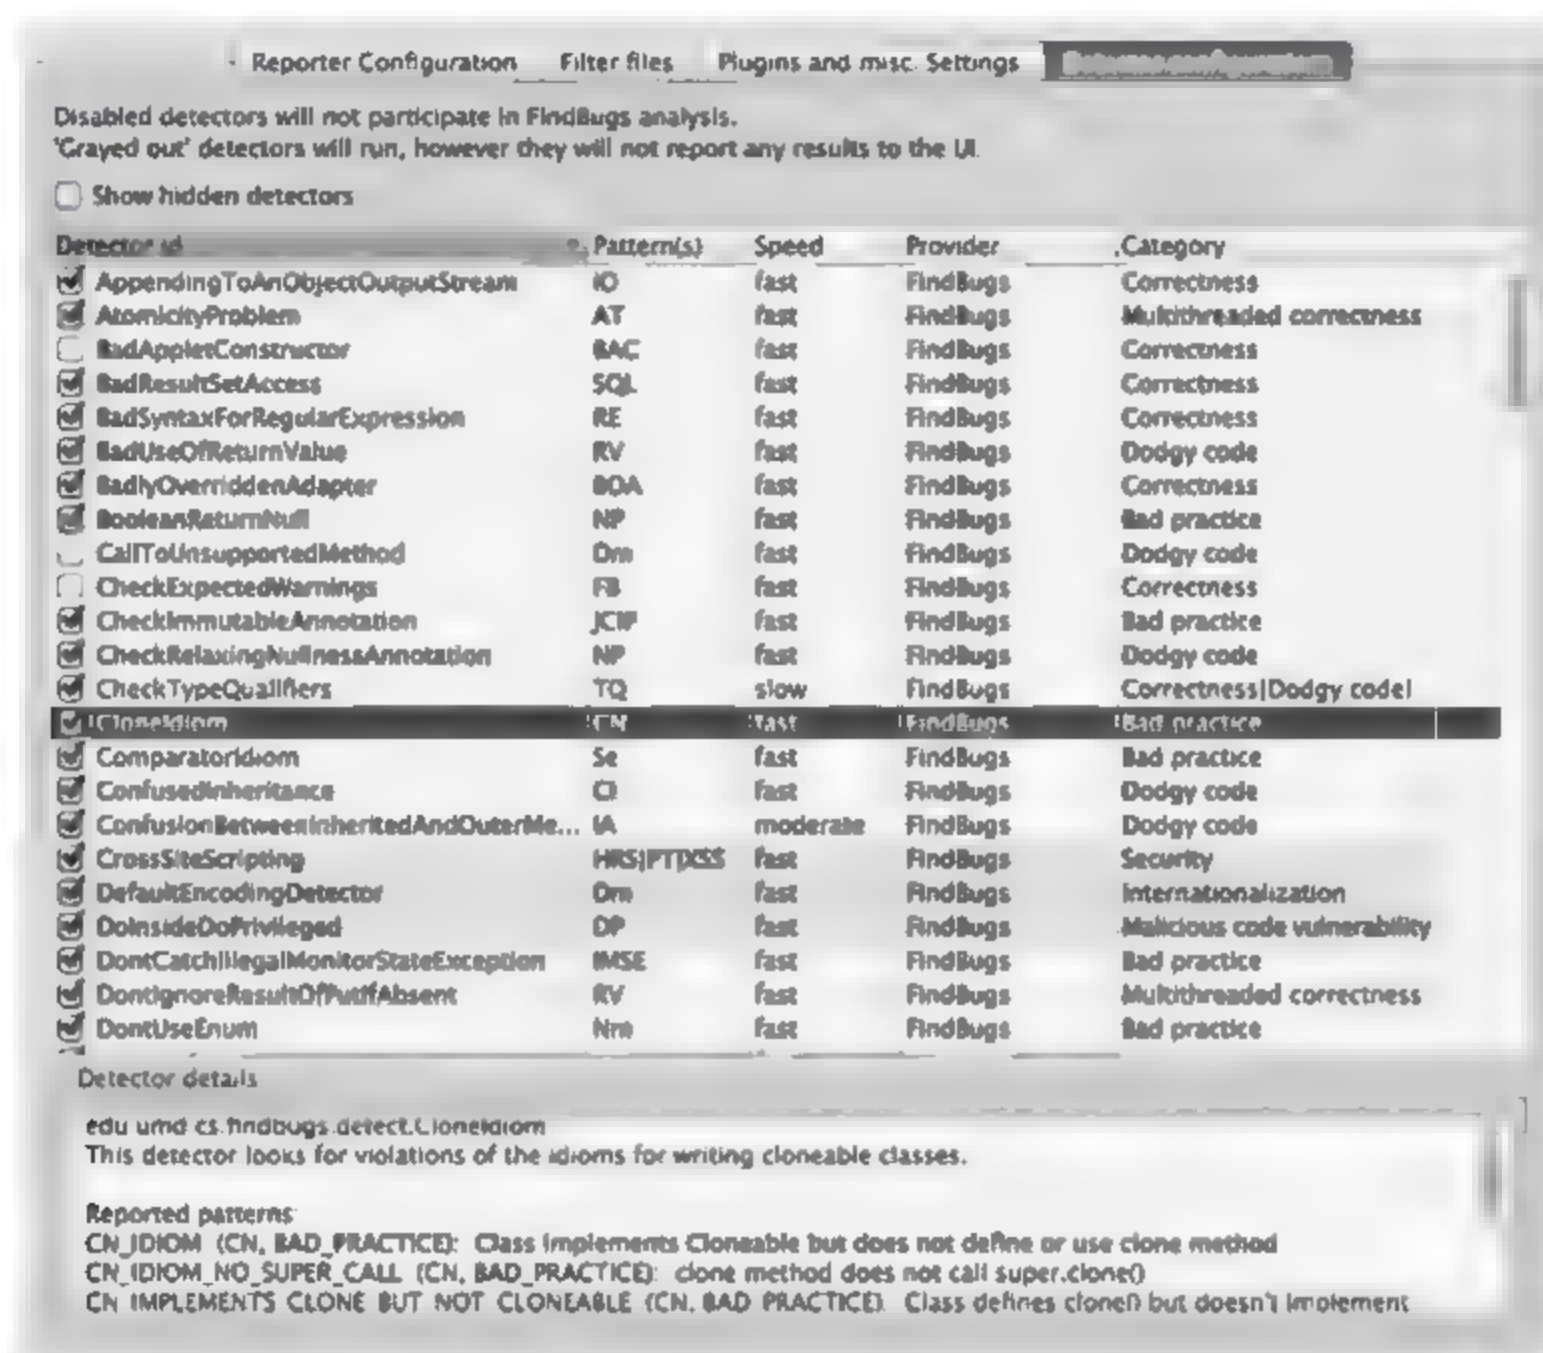 Reporter Configuration Filter files Plugins and misc. Settings
Disabled detectors will not participate in FindBugs analysis.
'Grayed out' detectors will run, however they will not report any results to the UI.
Show hidden detectors
Detector id Pattern(s) Speed Provider Category
AppendingToAnObjectOutputStream IO fast FindBugs Correctness
AtomicityProblem AT fast FindBugs Multithreaded correctness
BadAppletConstructor BAC fast FindBugs Correctness
BadResultSetAccess SQL fast FindBugs Correctness
BadSyntaxForRegularExpression RE fast FindBugs Correctness
BadUseOfReturnValue RV fast FindBugs Dodgy code
BadlyOverriddenAdapter BOA fast FindBugs Correctness
BooleanReturnNull NP fast FindBugs Bad practice
CallToUnsupportedMethod Dm fast FindBugs Dodgy code
CheckExpectedWarnings FB fast FindBugs Correctness
CheckImmutableAnnotation JCIP fast FindBugs Bad practice
CheckRelaxingNullnessAnnotation NP fast FindBugs Dodgy code
CheckTypeQualifiers TQ slow FindBugs Correctness|Dodgy code|
CloneIdiom CN fast FindBugs Bad practice
ComparatorIdiom Se fast FindBugs Bad practice
ConfusedInheritance CI fast FindBugs Dodgy code
ConfusionBetweenInheritedAndOuterMe... IA moderate FindBugs Dodgy code
CrossSiteScripting HRS|PT|XSS fast FindBugs Security
DefaultEncodingDetector Dm fast FindBugs Internationalization
DoInsideDoPrivileged DP fast FindBugs Malicious code vulnerability
DontCatchIllegalMonitorStateException IMSE fast FindBugs Bad practice
DontIgnoreResultOfPutIfAbsent RV fast FindBugs Multithreaded correctness
DontUseEnum Nm fast FindBugs Bad practice
Detector details
edu.umd.cs.findbugs.detect.CloneIdiom
This detector looks for violations of the idioms for writing cloneable classes.
Reported patterns:
CN_IDIOM (CN, BAD_PRACTICE): Class implements Cloneable but does not define or use clone method
CN_IDIOM_NO_SUPER_CALL (CN, BAD_PRACTICE): clone method does not call super.clone()
CN_IMPLEMENTS_CLONE_BUT_NOT_CLONEABLE (CN, BAD_PRACTICE): Class defines clone() but doesn't implement